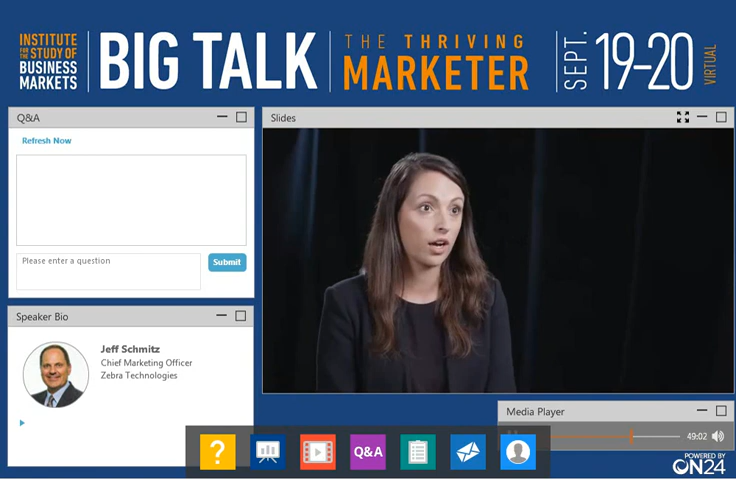 INSTITUTE
FOR THE STUDY OF
BUSINESS
MARKETS
BIG TALK
THE THRIVING
MARKETER
SEPT.
19–20
VIRTUAL
Q&A
Refresh Now
Please enter a question
Submit
Slides
Speaker Bio
Jeff Schmitz
Chief Marketing Officer
Zebra Technologies
Media Player
49:02
?
Q&A
POWERED BY
ON24